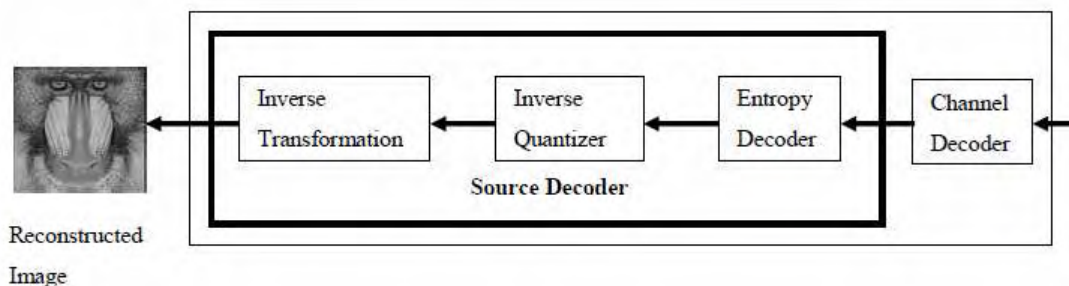 Inverse
Transformation
Inverse
Quantizer
Entropy
Decoder
Channel
Decoder
Source Decoder
Reconstructed
Image